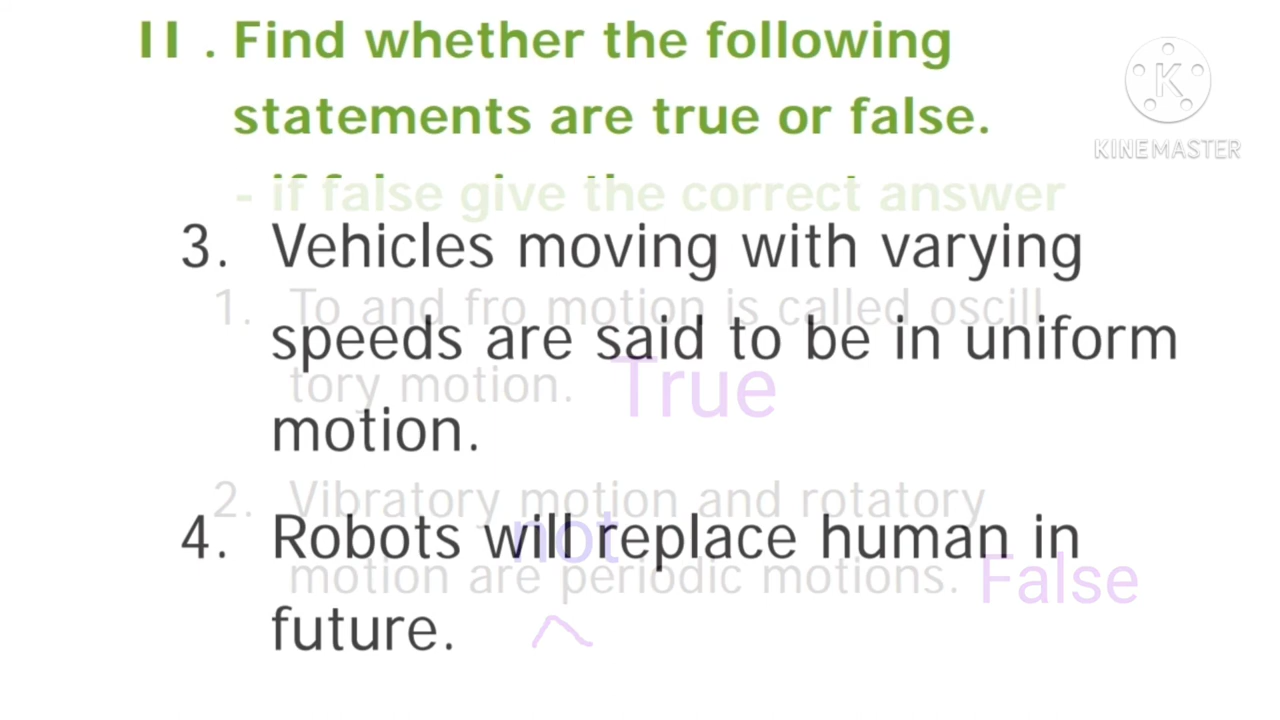 II . Find whether the following
statements are true or false.
- if false give the correct answer
3. Vehicles moving with varying
1. To and fro motion is called oscill
speeds are said to be in uniform
tory motion. True
motion.
2. Vibratory motion and rotatory
not
4. Robots will replace human in
motion are periodic motions. False
future.
KINEMASTER